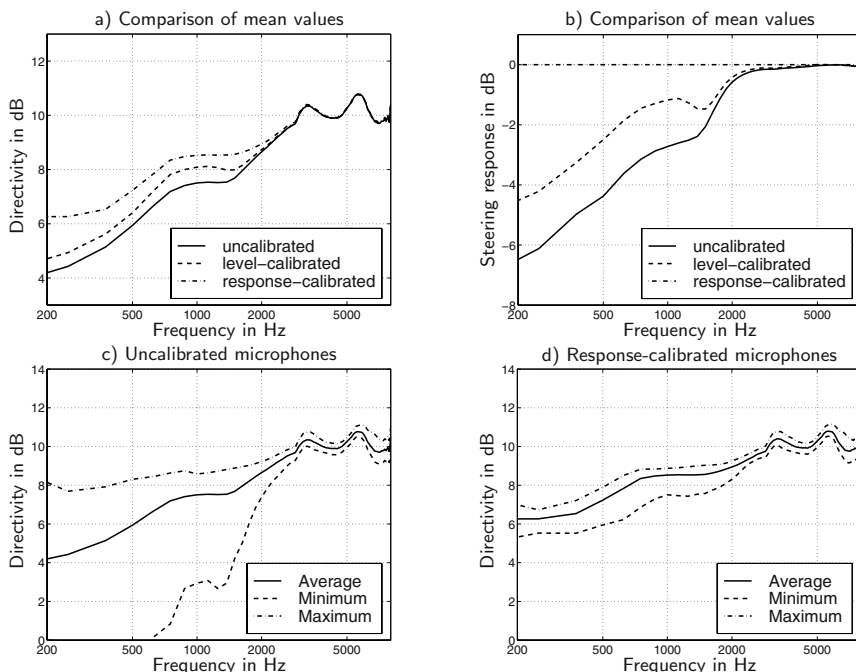 a) Comparison of mean values
Directivity in dB
12
10
8
6
4
uncalibrated
level−calibrated
response−calibrated
200 500 1000 2000 5000
Frequency in Hz
b) Comparison of mean values
Steering response in dB
0
−2
−4
−6
−8
uncalibrated
level−calibrated
response−calibrated
200 500 1000 2000 5000
Frequency in Hz
c) Uncalibrated microphones
Directivity in dB
14
12
10
8
6
4
2
0
Average
Minimum
Maximum
200 500 1000 2000 5000
Frequency in Hz
d) Response-calibrated microphones
Directivity in dB
14
12
10
8
6
4
2
0
Average
Minimum
Maximum
200 500 1000 2000 5000
Frequency in Hz